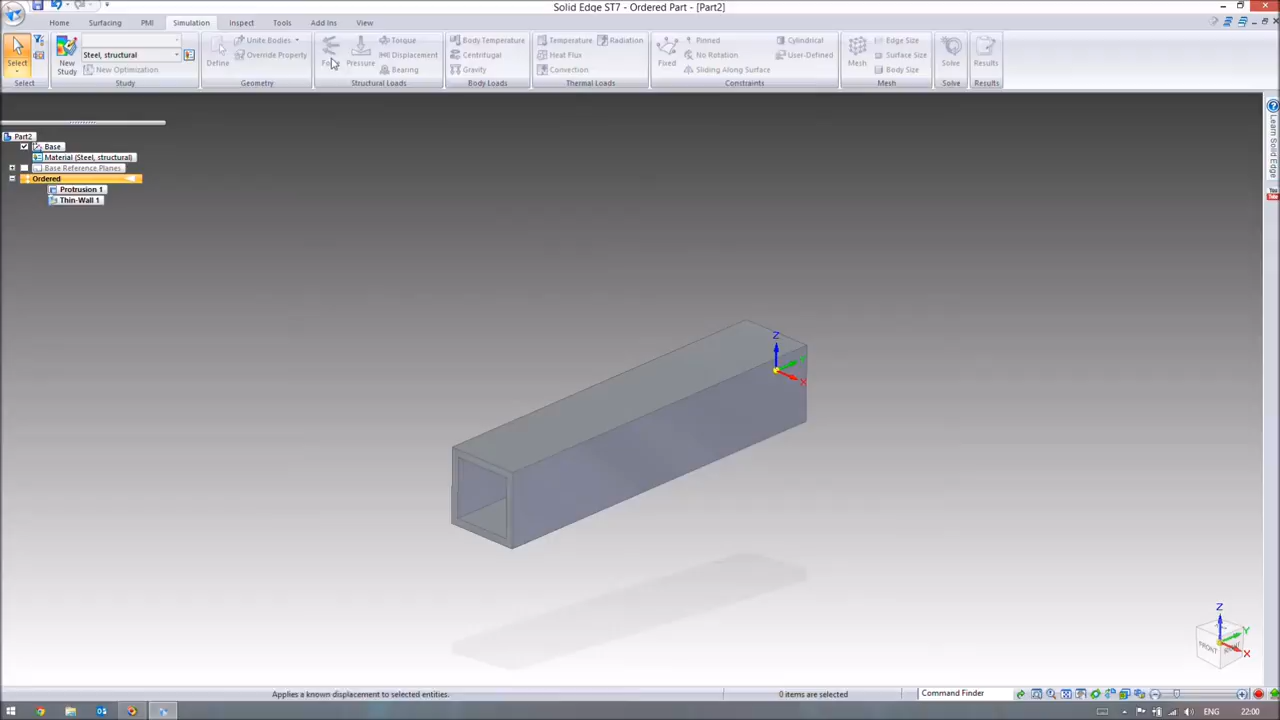 Solid Edge ST7 - Ordered Part - [Part2]
Home Surfacing PMI Simulation Inspect Tools Add Ins View
Select
Select
New Study
Steel, structural
New Optimization
Study
Define
Unite Bodies
Override Property
Geometry
Pressure
Torque
Displacement
Bearing
Structural Loads
Body Temperature
Centrifugal
Gravity
Body Loads
Temperature
Radiation
Heat Flux
Convection
Thermal Loads
Fixed
Pinned
No Rotation
Sliding Along Surface
Cylindrical
User-Defined
Constraints
Mesh
Edge Size
Surface Size
Body Size
Mesh
Solve
Solve
Results
Results
Learn Solid Edge
Part2
Base
Material (Steel, structural)
Base Reference Planes
Ordered
Protrusion 1
Thin-Wall 1
Z
X
Z
Y
X
FRONT
Applies a known displacement to selected entities.
0 items are selected
Command Finder
ENG
22:00